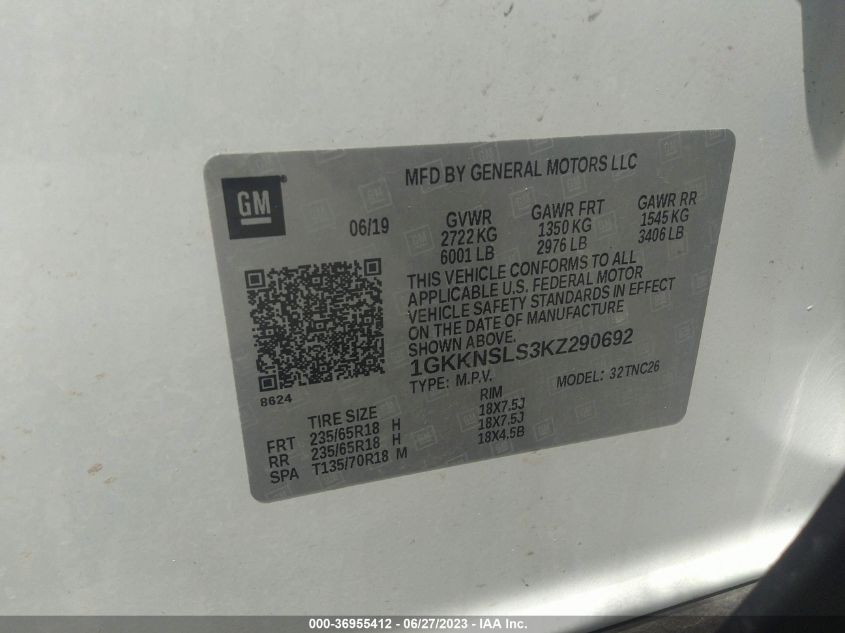 MFD BY GENERAL MOTORS LLC
GM
06/19
GVWR GAWR FRT GAWR RR
2722 KG 1350 KG 1545 KG
6001 LB 2976 LB 3406 LB
THIS VEHICLE CONFORMS TO ALL
APPLICABLE U.S. FEDERAL MOTOR
VEHICLE SAFETY STANDARDS IN EFFECT
ON THE DATE OF MANUFACTURE
SHOWN ABOVE.
1GKKNSLS3KZ290692
TYPE: M.P.V. MODEL: 32TNC26
8624
TIRE SIZE RIM
FRT 235/65R18 H 18X7.5J
RR 235/65R18 H 18X7.5J
SPA T135/70R18 M 18X4.5B
000-36955412 - 06/27/2023 - IAA Inc.